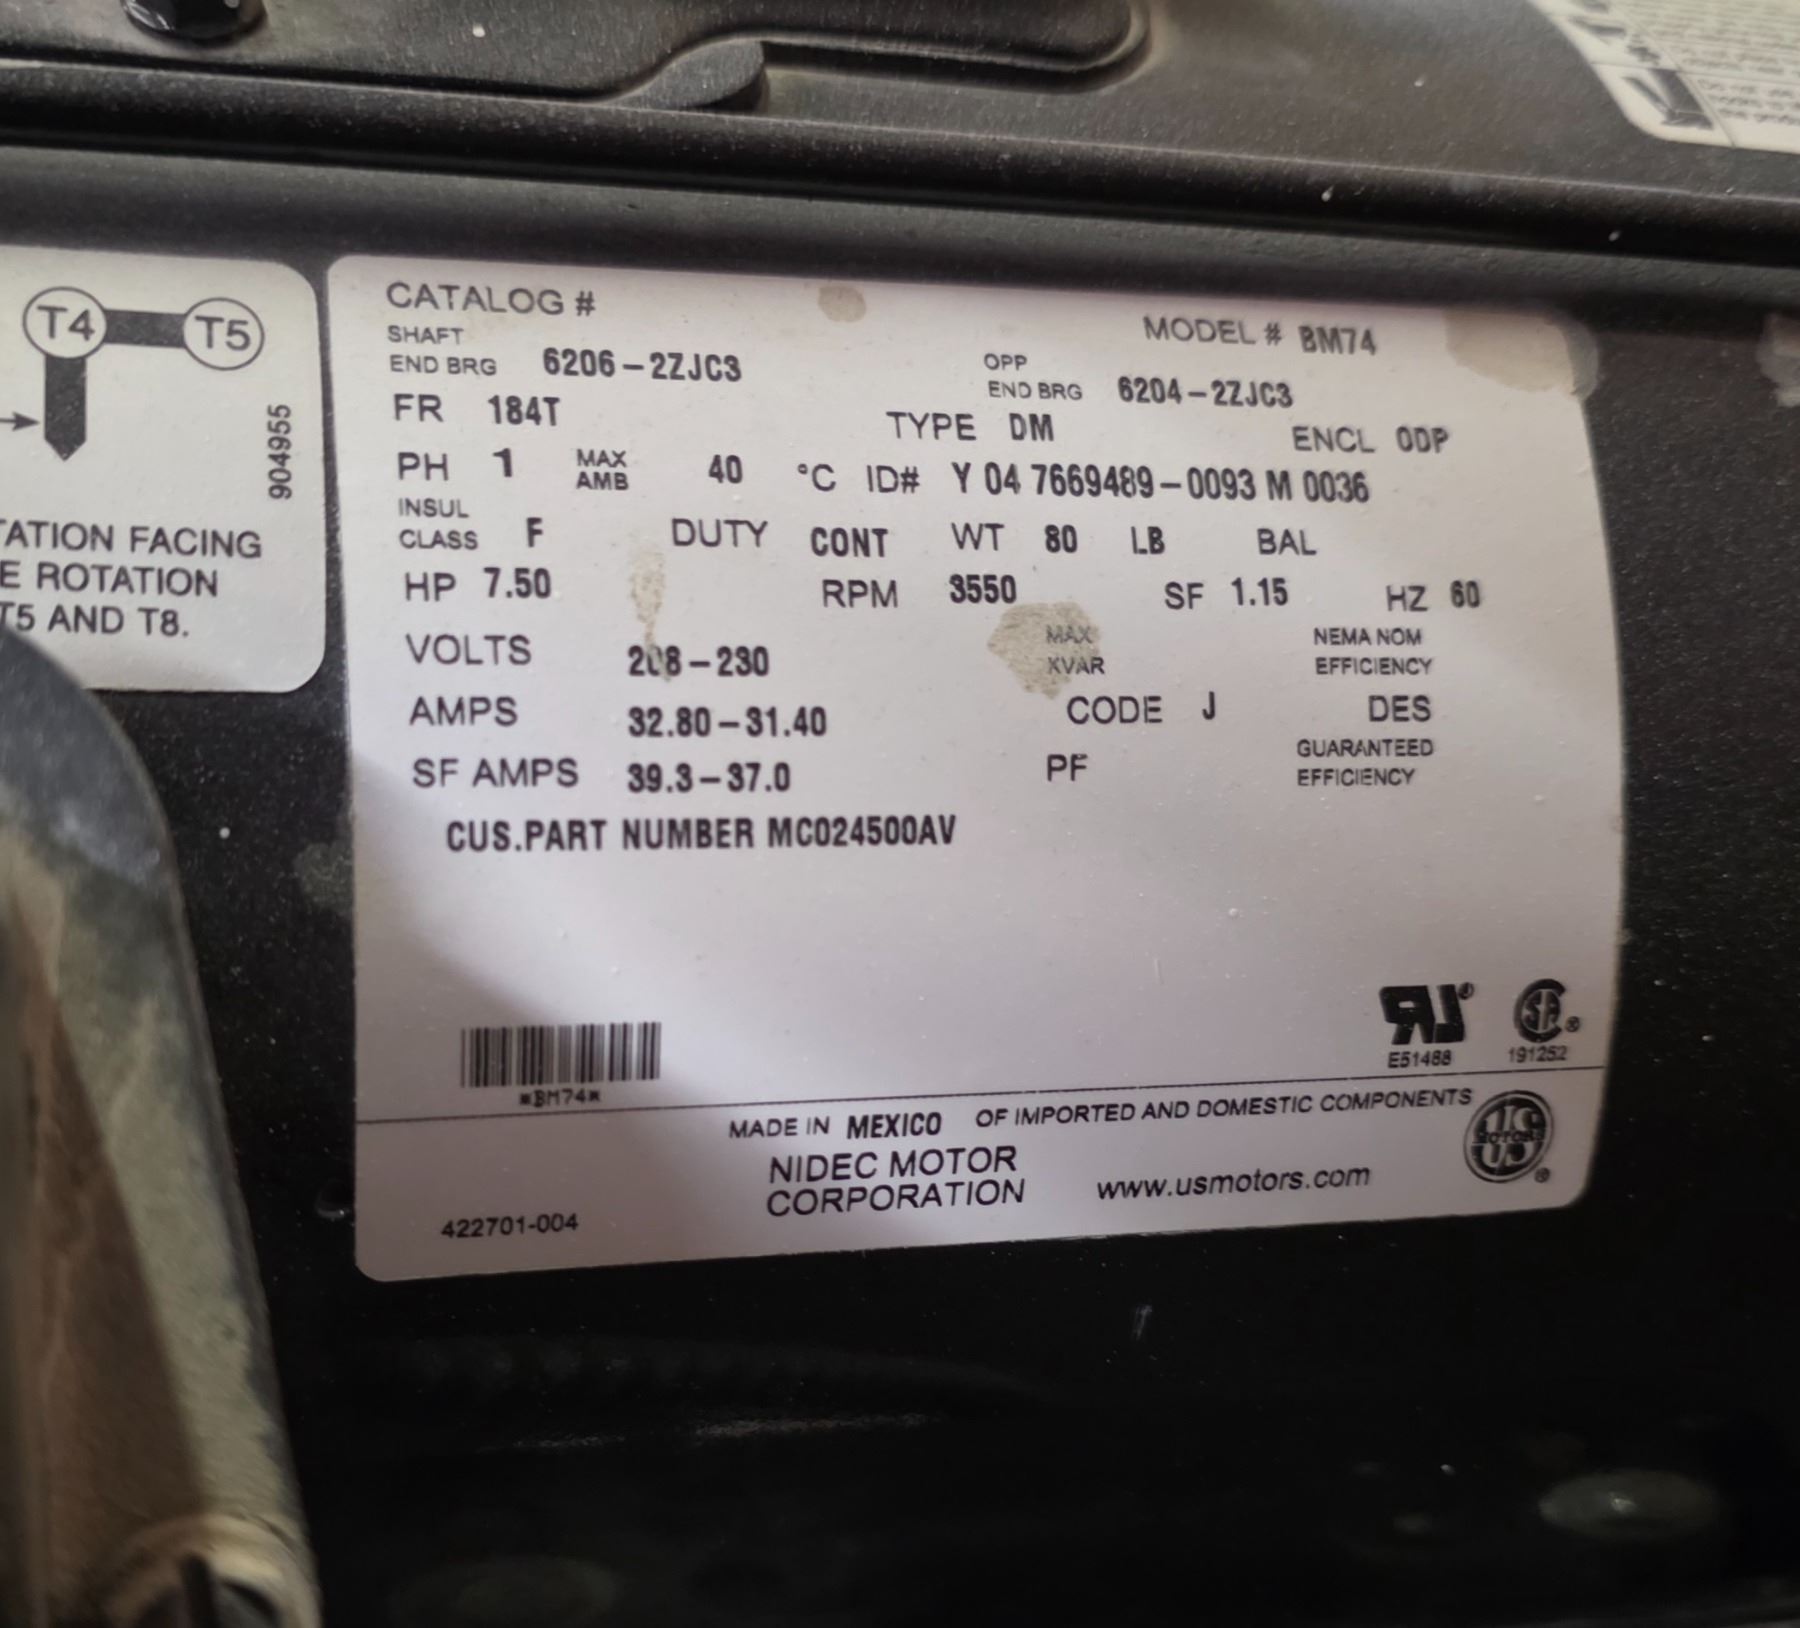 T4 T5
904955
ATION FACING
E ROTATION
T5 AND T8.
CATALOG #
MODEL # BM74
SHAFT
END BRG 6206-2ZJC3
OPP
END BRG 6204-2ZJC3
FR 184T TYPE DM ENCL ODP
PH 1 MAX AMB 40 °C ID# Y 04 7669489-0093 M 0036
INSUL
CLASS F DUTY CONT WT 80 LB BAL
HP 7.50 RPM 3550 SF 1.15 HZ 60
VOLTS 208-230 MAX KVAR NEMA NOM EFFICIENCY
AMPS 32.80-31.40 CODE J DES
SF AMPS 39.3-37.0 PF GUARANTEED EFFICIENCY
CUS.PART NUMBER MC024500AV
*BM74*
E51488
SA
191252
MADE IN MEXICO OF IMPORTED AND DOMESTIC COMPONENTS
NIDEC MOTOR
CORPORATION
www.usmotors.com
US MOTORS
422701-004